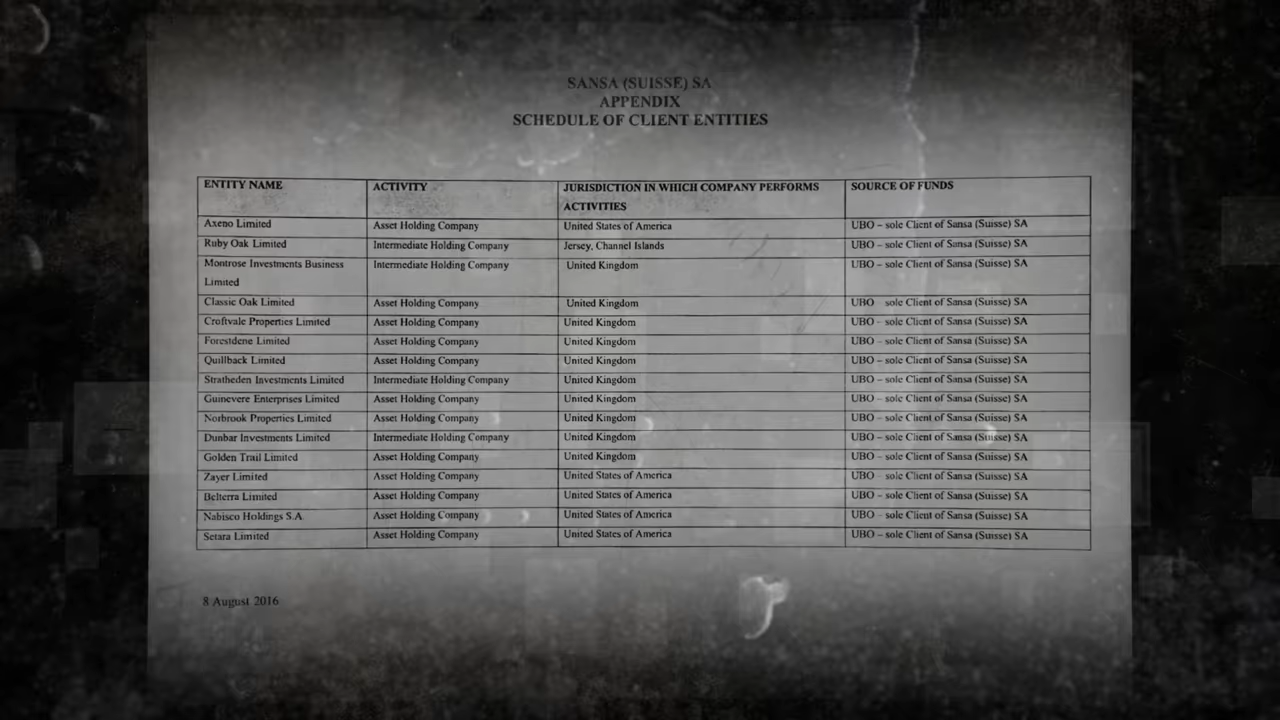 SANSA (SUISSE) SA
APPENDIX
SCHEDULE OF CLIENT ENTITIES
ENTITY NAME ACTIVITY JURISDICTION IN WHICH COMPANY PERFORMS ACTIVITIES SOURCE OF FUNDS
Axeno Limited Asset Holding Company United States of America UBO – sole Client of Sansa (Suisse) SA
Ruby Oak Limited Intermediate Holding Company Jersey, Channel Islands UBO – sole Client of Sansa (Suisse) SA
Montrose Investments Business Limited Intermediate Holding Company United Kingdom UBO – sole Client of Sansa (Suisse) SA
Classic Oak Limited Asset Holding Company United Kingdom UBO – sole Client of Sansa (Suisse) SA
Croftvale Properties Limited Asset Holding Company United Kingdom UBO – sole Client of Sansa (Suisse) SA
Forestdene Limited Asset Holding Company United Kingdom UBO – sole Client of Sansa (Suisse) SA
Quillback Limited Asset Holding Company United Kingdom UBO – sole Client of Sansa (Suisse) SA
Stratheden Investments Limited Intermediate Holding Company United Kingdom UBO – sole Client of Sansa (Suisse) SA
Guinevere Enterprises Limited Asset Holding Company United Kingdom UBO – sole Client of Sansa (Suisse) SA
Norbrook Properties Limited Asset Holding Company United Kingdom UBO – sole Client of Sansa (Suisse) SA
Dunbar Investments Limited Intermediate Holding Company United Kingdom UBO – sole Client of Sansa (Suisse) SA
Golden Trail Limited Asset Holding Company United Kingdom UBO – sole Client of Sansa (Suisse) SA
Zayer Limited Asset Holding Company United States of America UBO – sole Client of Sansa (Suisse) SA
Belterra Limited Asset Holding Company United States of America UBO – sole Client of Sansa (Suisse) SA
Nabisco Holdings S.A. Asset Holding Company United States of America UBO – sole Client of Sansa (Suisse) SA
Setara Limited Asset Holding Company United States of America UBO – sole Client of Sansa (Suisse) SA
8 August 2016